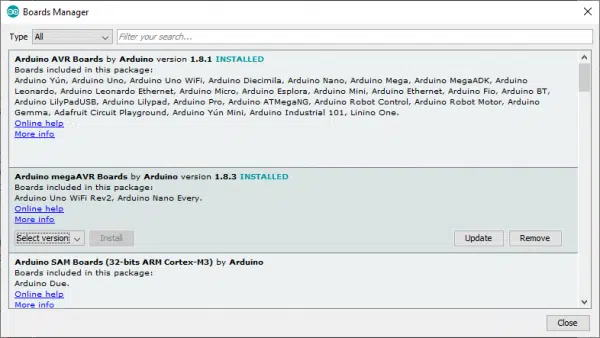 Boards Manager
Type All Filter your search...
Arduino AVR Boards by Arduino version 1.8.1 INSTALLED
Boards included in this package:
Arduino Yún, Arduino Uno, Arduino Uno WiFi, Arduino Diecimila, Arduino Nano, Arduino Mega, Arduino MegaADK, Arduino
Leonardo, Arduino Leonardo Ethernet, Arduino Micro, Arduino Esplora, Arduino Mini, Arduino Ethernet, Arduino Fio, Arduino BT,
Arduino LilyPadUSB, Arduino Lilypad, Arduino Pro, Arduino ATMegaNG, Arduino Robot Control, Arduino Robot Motor, Arduino
Gemma, Adafruit Circuit Playground, Arduino Yún Mini, Arduino Industrial 101, Linino One.
Online help
More info
Arduino megaAVR Boards by Arduino version 1.8.3 INSTALLED
Boards included in this package:
Arduino Uno WiFi Rev2, Arduino Nano Every.
Online help
More info
Select version Install Update Remove
Arduino SAM Boards (32-bits ARM Cortex-M3) by Arduino
Boards included in this package:
Arduino Due.
Online help
More info
Close